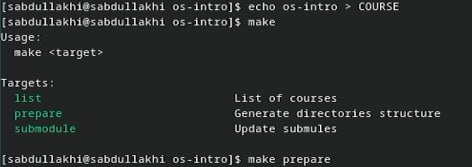 [sabdullakhi@sabdullakhi os-intro]$ echo os-intro > COURSE
[sabdullakhi@sabdullakhi os-intro]$ make
Usage:
  make <target>

Targets:
  list                           List of courses
  prepare                        Generate directories structure
  submodule                      Update submules

[sabdullakhi@sabdullakhi os-intro]$ make prepare